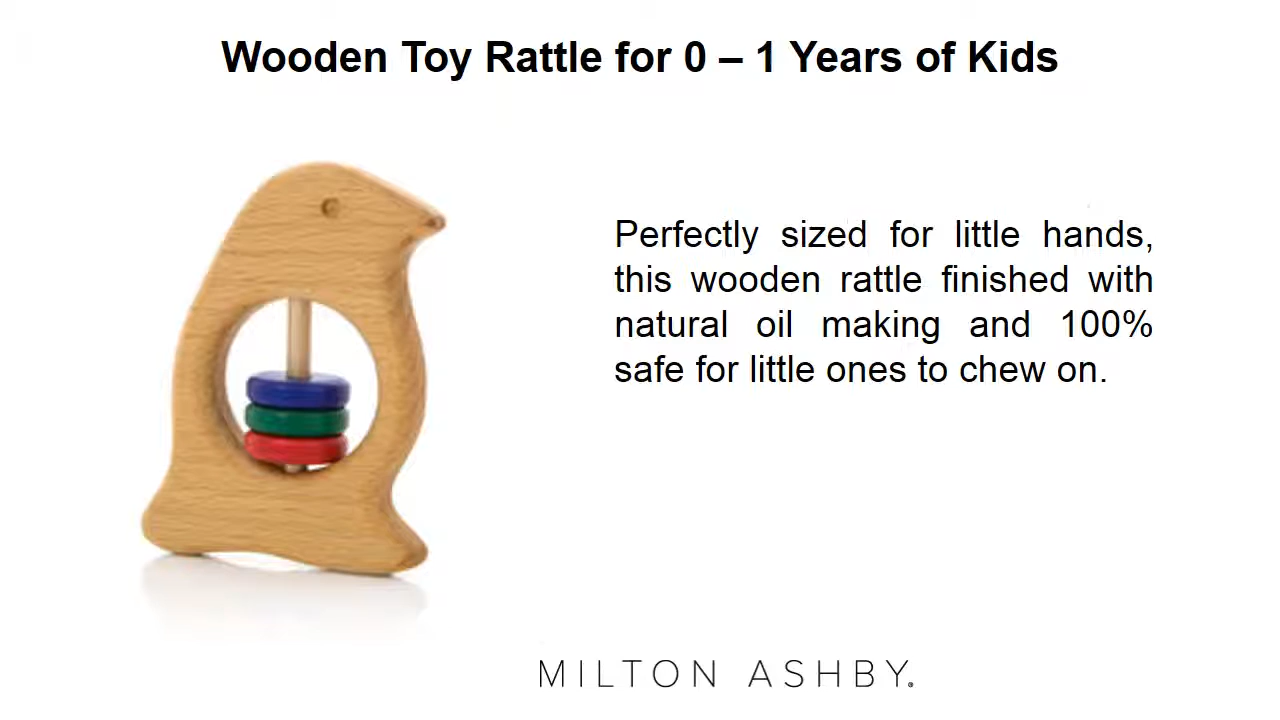 Wooden Toy Rattle for 0 – 1 Years of Kids
Perfectly sized for little hands,
this wooden rattle finished with
natural oil making and 100%
safe for little ones to chew on.
MILTON ASHBY.